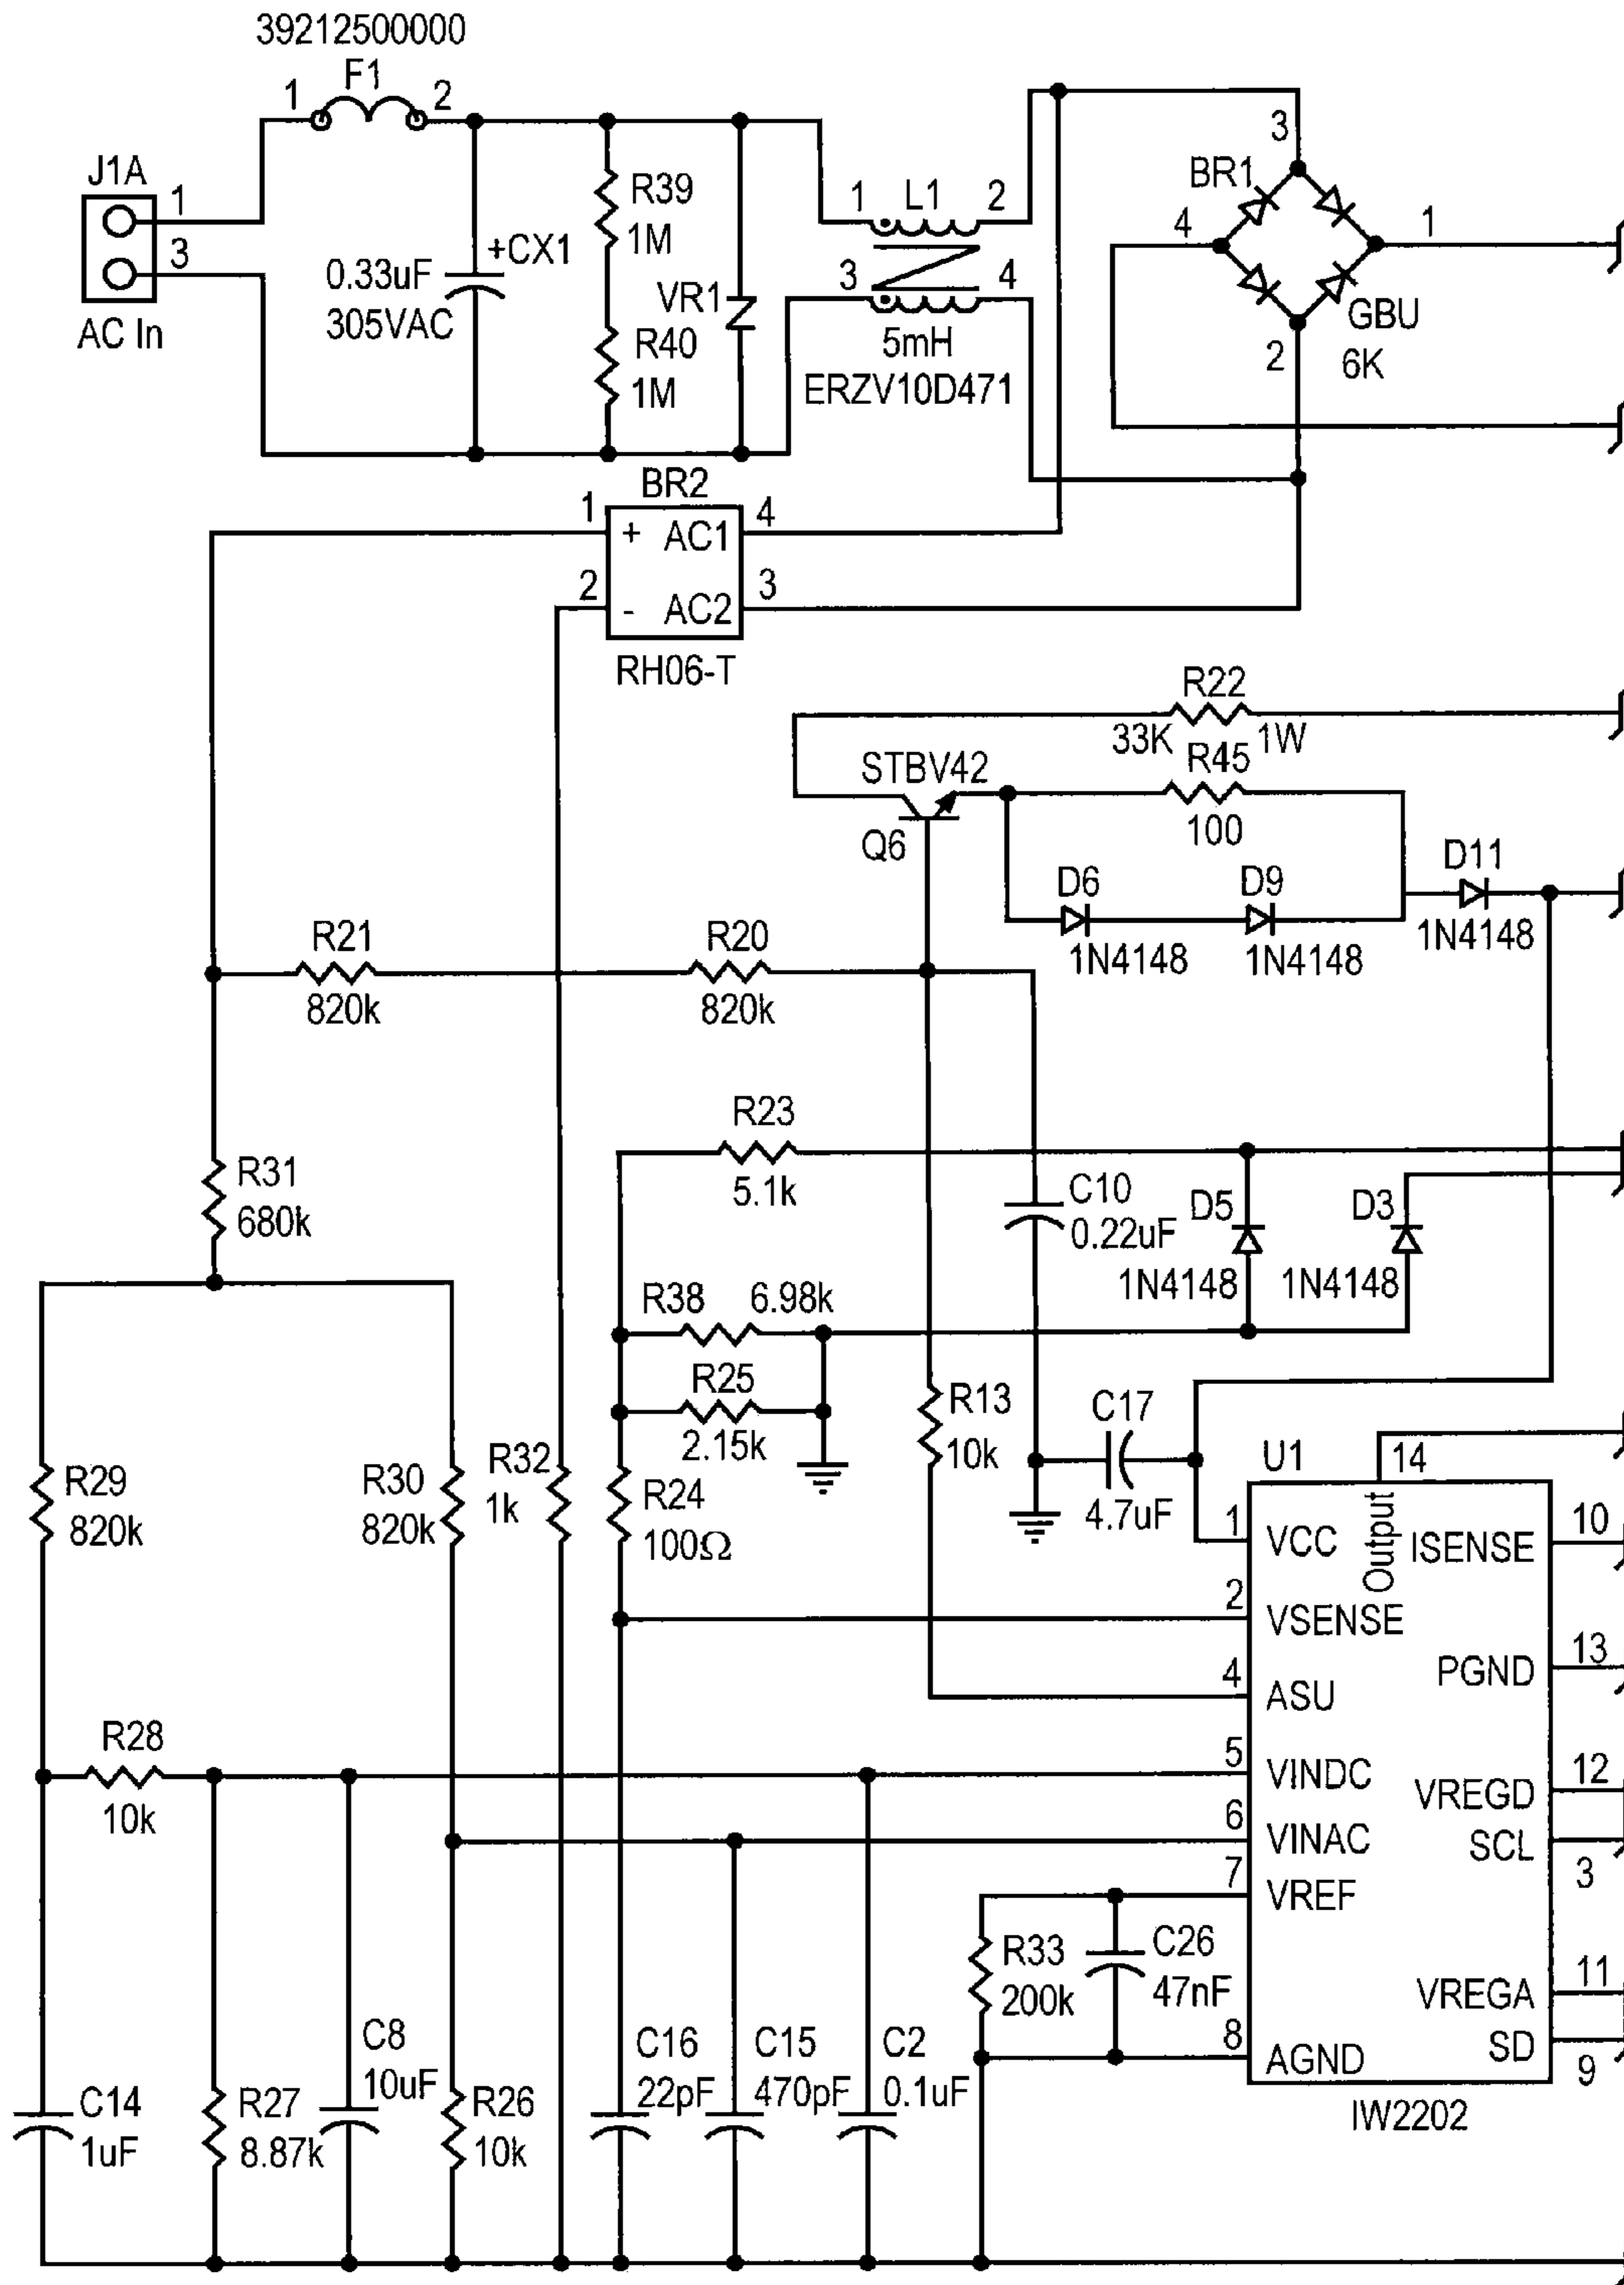 39212500000
F1
1
2
J1A
1
3
AC In
+CX1
0.33uF
305VAC
R39
1M
R40
1M
VR1
1
L1
2
3
4
5mH
ERZV10D471
3
BR1
4
1
2
GBU
6K
BR2
1
+ AC1
4
2
- AC2
3
RH06-T
R22
33K
1W
STBV42
Q6
R45
100
D6
1N4148
D9
1N4148
D11
1N4148
R21
820k
R20
820k
R23
5.1k
R31
680k
C10
0.22uF
D5
1N4148
D3
1N4148
R38
6.98k
R25
2.15k
R13
10k
C17
4.7uF
R29
820k
R30
820k
R32
1k
R24
100Ω
U1
14
Output
1
VCC
ISENSE
10
2
VSENSE
4
ASU
PGND
13
5
VINDC
VREGD
12
6
VINAC
SCL
3
7
VREF
VREGA
11
8
AGND
SD
9
IW2202
R28
10k
R33
200k
C26
47nF
C14
1uF
R27
8.87k
C8
10uF
R26
10k
C16
22pF
C15
470pF
C2
0.1uF